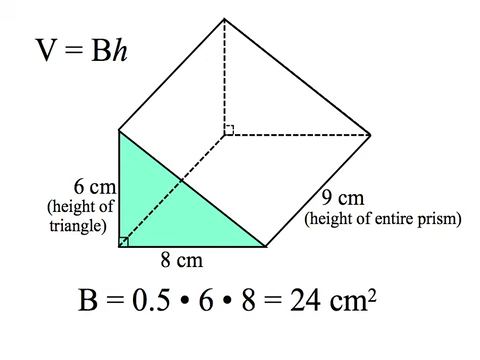 V = Bh
6 cm
(height of
triangle)
9 cm
(height of entire prism)
8 cm
B = 0.5 • 6 • 8 = 24 cm²